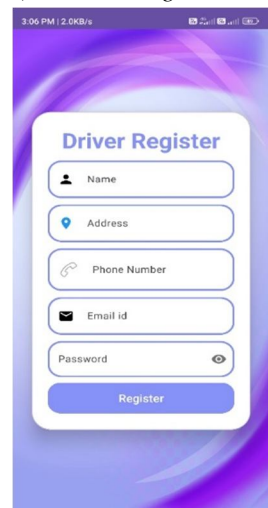 3:06 PM | 2.0KB/s
Driver Register
Name
Address
Phone Number
Email id
Password
Register